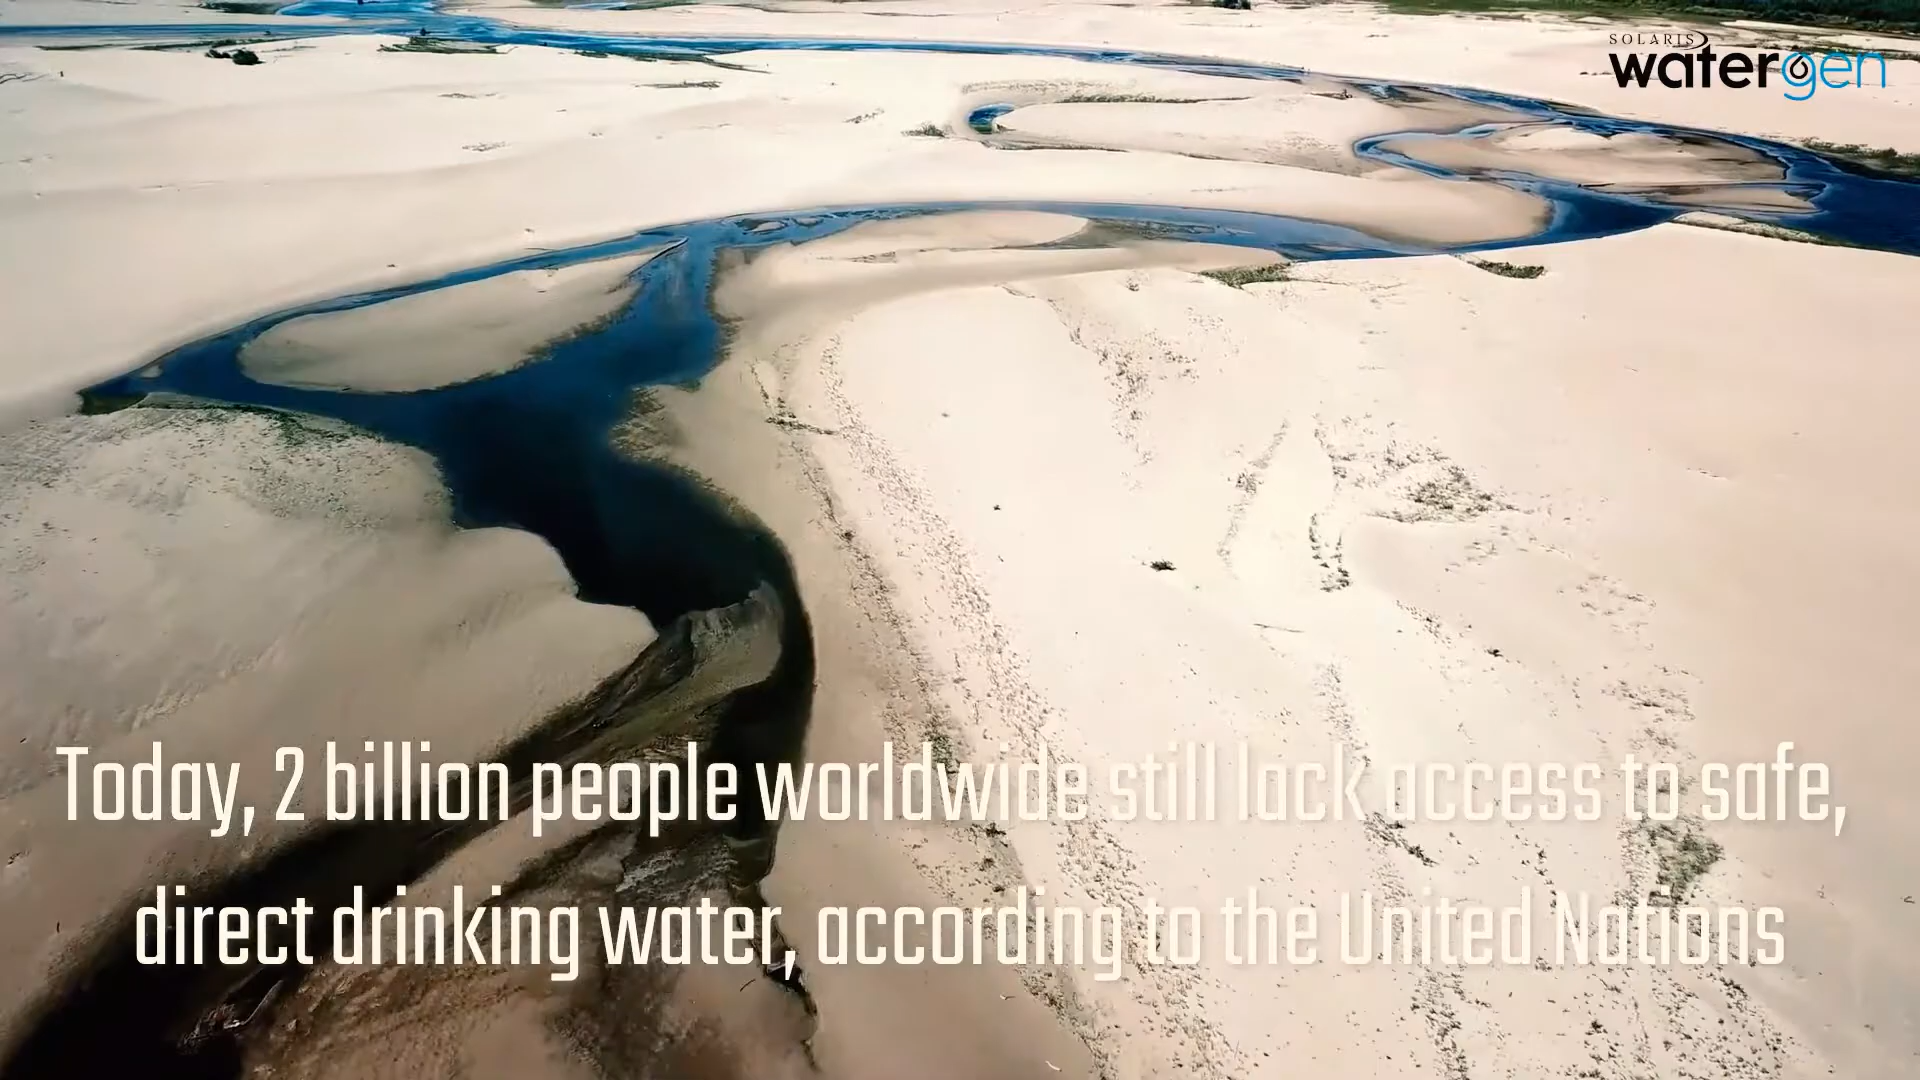 SOLARIS
watergen
Today, 2 billion people worldwide still lack access to safe,
direct drinking water, according to the United Nations